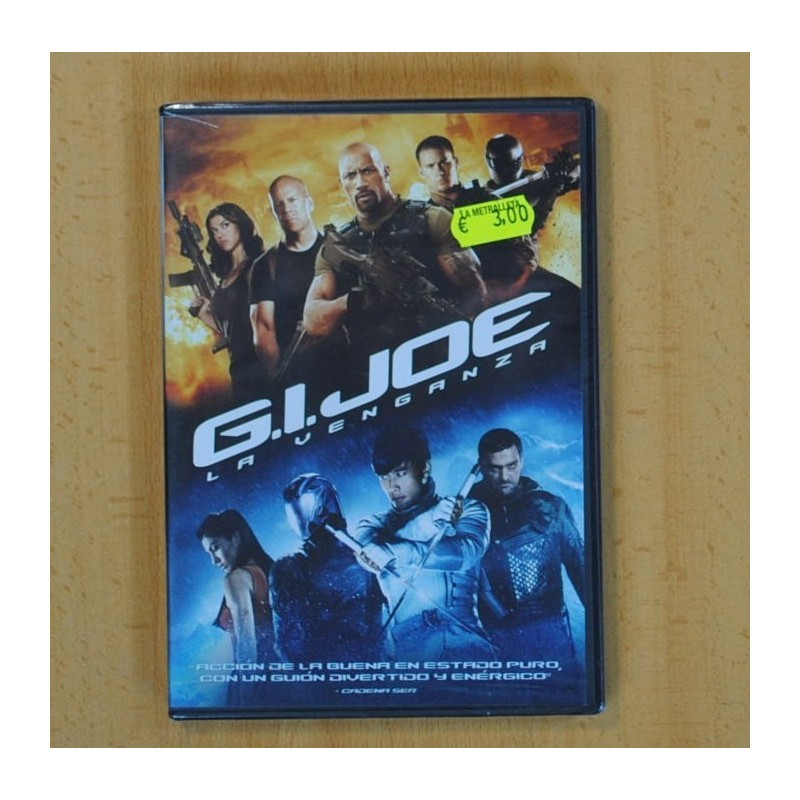 LA METRALLETA
€ 3,00
G.I.JOE
LA VENGANZA
"ACCIÓN DE LA BUENA EN ESTADO PURO,
CON UN GUIÓN DIVERTIDO Y ENÉRGICO"
- CADENA SER